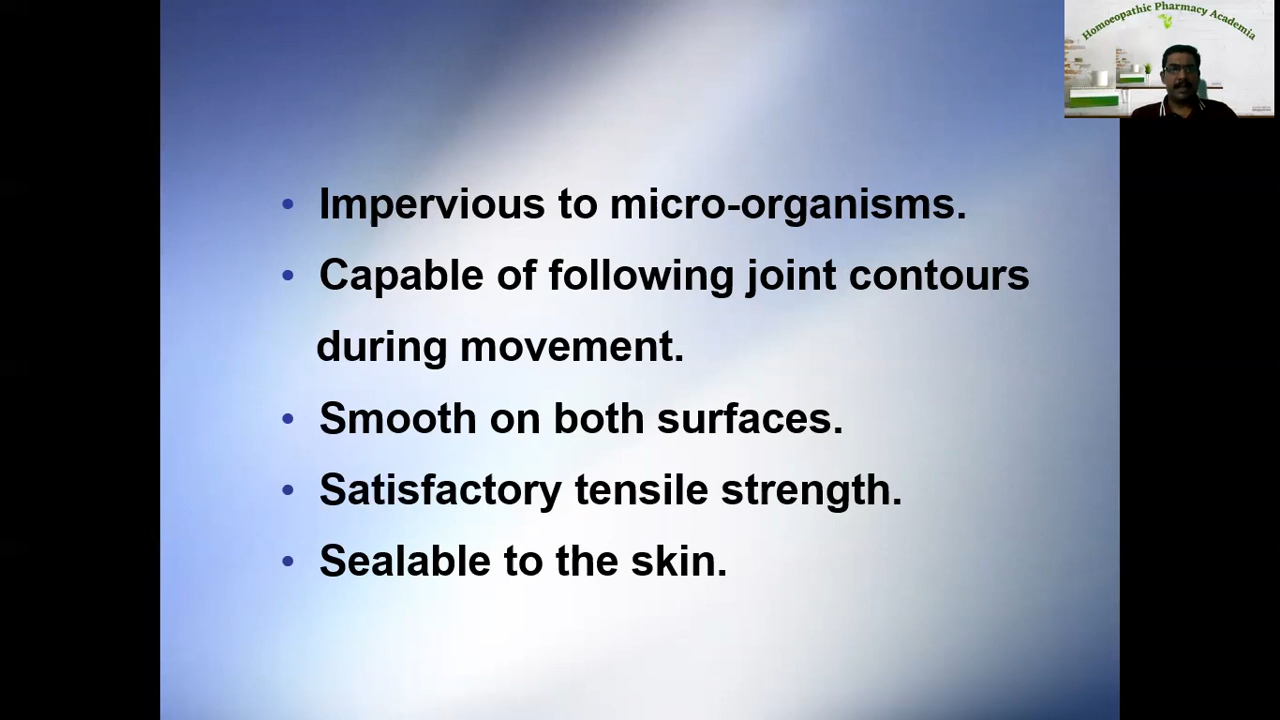 Homoeopathic Pharmacy Academia
• Impervious to micro-organisms.
• Capable of following joint contours
during movement.
• Smooth on both surfaces.
• Satisfactory tensile strength.
• Sealable to the skin.